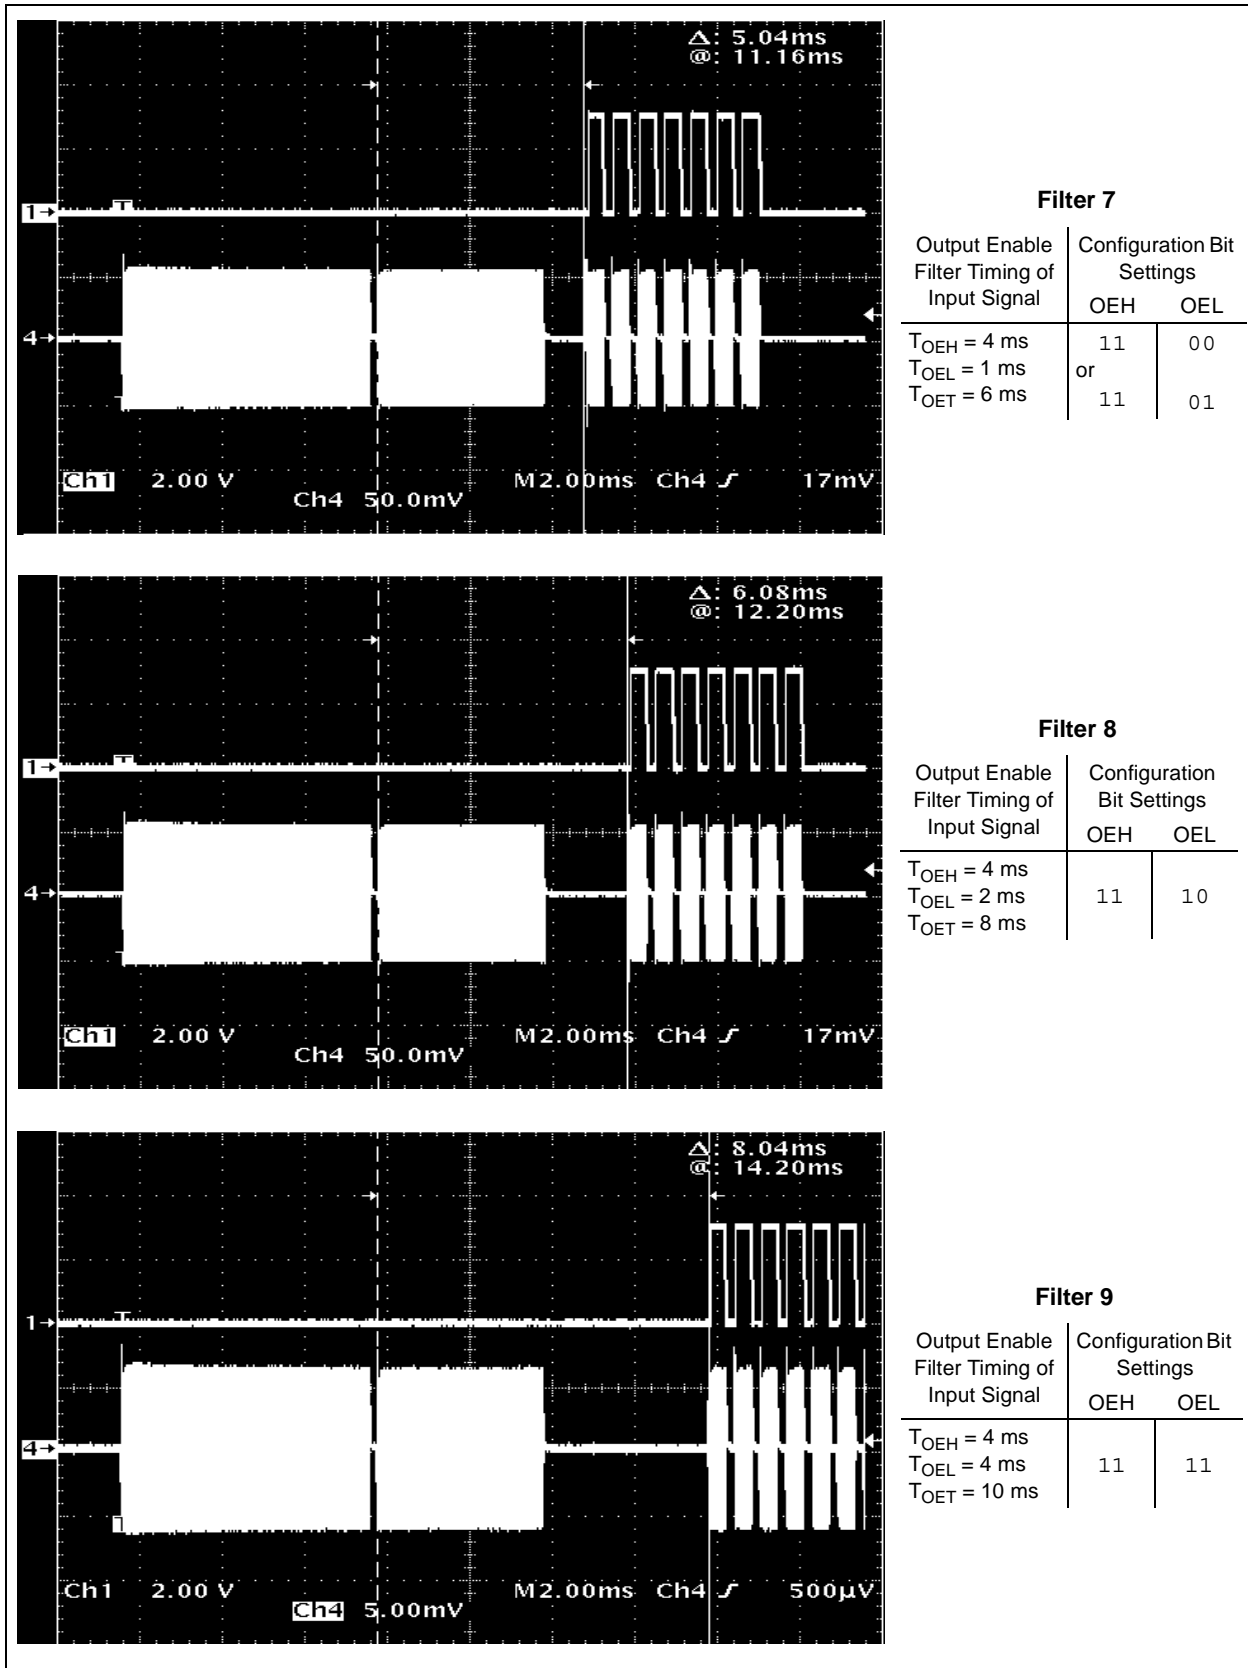 Δ: 5.04ms
@: 11.16ms
T
1→
4→
Ch1 2.00 V
Ch4 50.0mV
M2.00ms Ch4 17mV
Filter 7
Output Enable Filter Timing of Input Signal
Configuration Bit Settings
OEH OEL
TOEH = 4 ms
TOEL = 1 ms
TOET = 6 ms
11 00
or
11 01
Δ: 6.08ms
@: 12.20ms
T
1→
4→
Ch1 2.00 V
Ch4 50.0mV
M2.00ms Ch4 17mV
Filter 8
Output Enable Filter Timing of Input Signal
Configuration Bit Settings
OEH OEL
TOEH = 4 ms
TOEL = 2 ms
TOET = 8 ms
11 10
Δ: 8.04ms
@: 14.20ms
T
1→
4→
Ch1 2.00 V
Ch4 5.00mV
M2.00ms Ch4 500µV
Filter 9
Output Enable Filter Timing of Input Signal
Configuration Bit Settings
OEH OEL
TOEH = 4 ms
TOEL = 4 ms
TOET = 10 ms
11 11